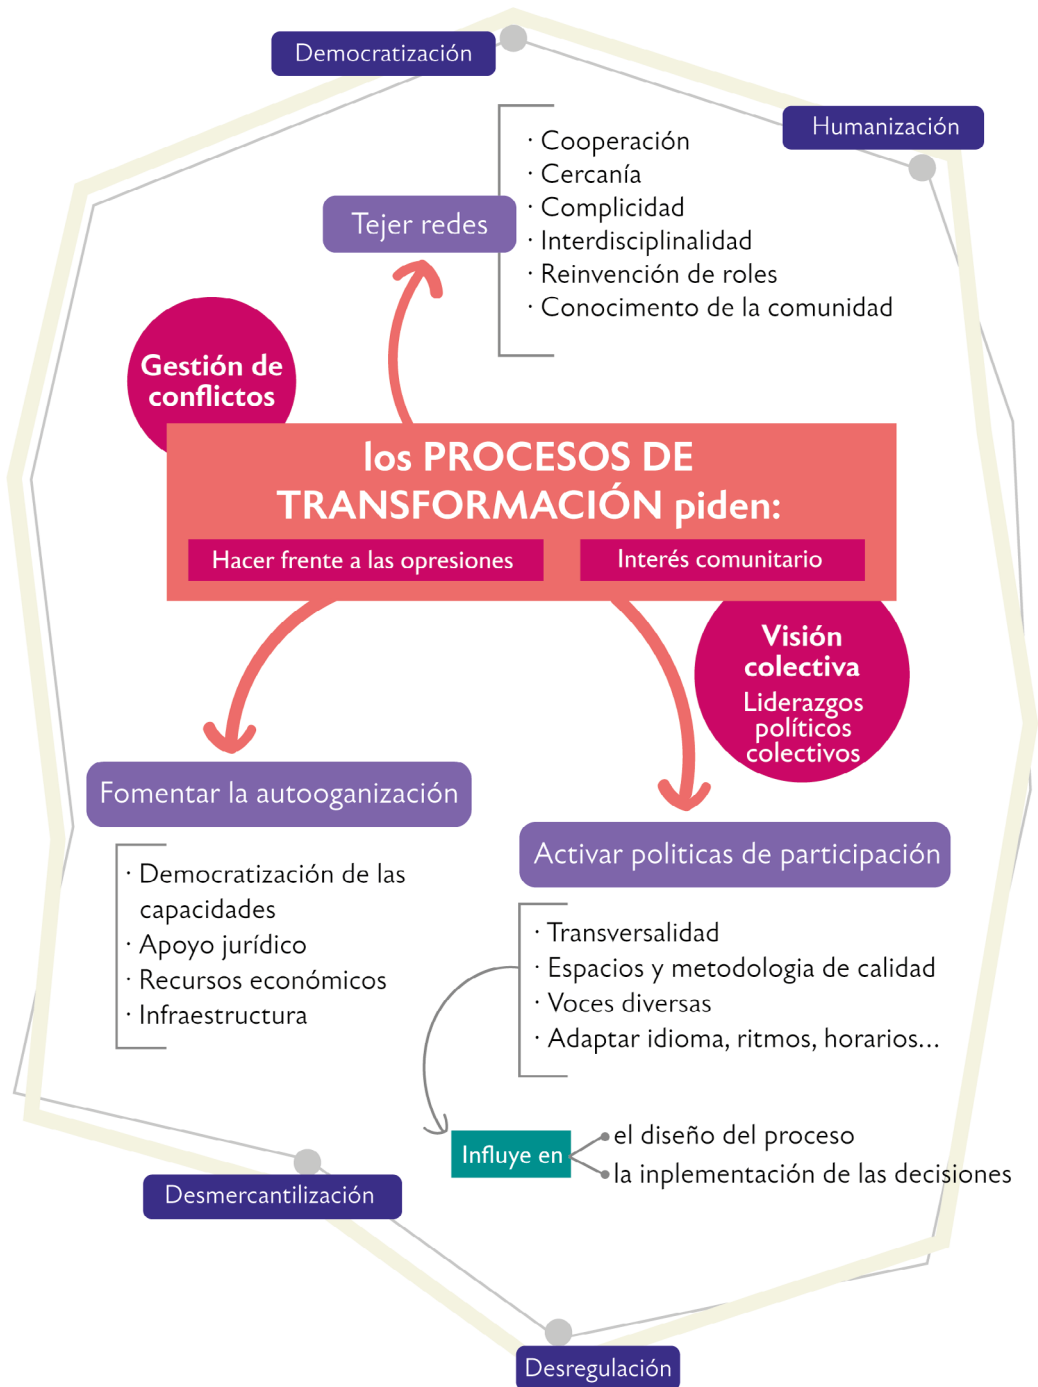 Democratización
Humanización
Tejer redes
· Cooperación
· Cercanía
· Complicidad
· Interdisciplinalidad
· Reinvención de roles
· Conocimento de la comunidad
Gestión de
conflictos
los PROCESOS DE
TRANSFORMACIÓN piden:
Hacer frente a las opresiones
Interés comunitario
Visión
colectiva
Liderazgos
políticos
colectivos
Fomentar la autooganización
· Democratización de las
capacidades
· Apoyo jurídico
· Recursos económicos
· Infraestructura
Activar politicas de participación
· Transversalidad
· Espacios y metodologia de calidad
· Voces diversas
· Adaptar idioma, ritmos, horarios...
Influye en
el diseño del proceso
la inplementación de las decisiones
Desmercantilización
Desregulación